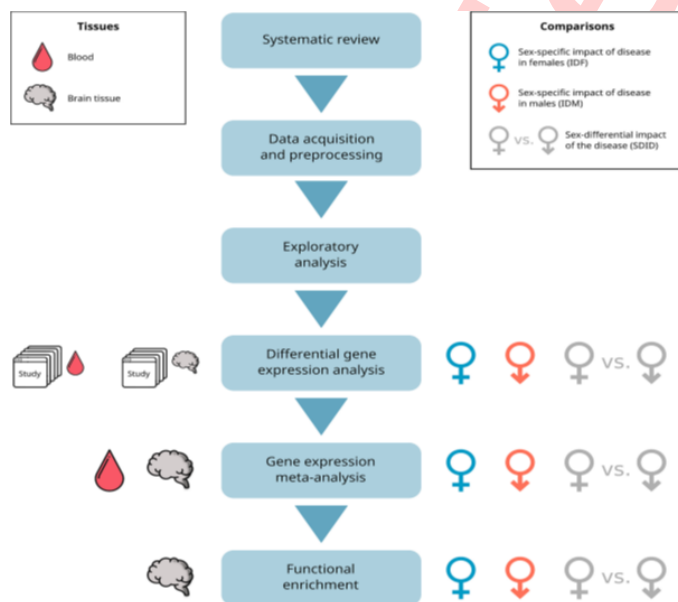 Tissues
Blood
Brain tissue
Comparisons
Sex-specific impact of disease
in females (IDF)
Sex-specific impact of disease
in males (IDM)
vs.
Sex-differential impact
of the disease (SDID)
Systematic review
Data acquisition
and preprocessing
Exploratory
analysis
Study
Study
Differential gene
expression analysis
vs.
Gene expression
meta-analysis
vs.
Functional
enrichment
vs.